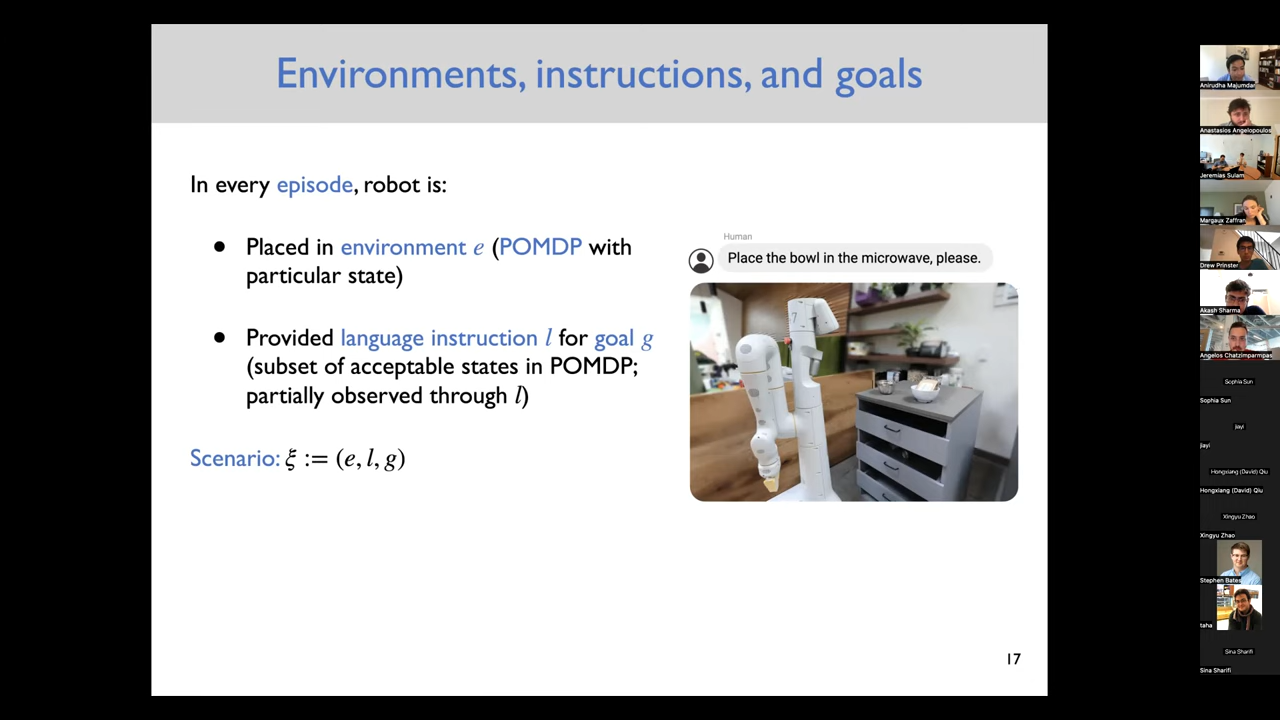 Environments, instructions, and goals
In every episode, robot is:
● Placed in environment e (POMDP with
particular state)
● Provided language instruction l for goal g
(subset of acceptable states in POMDP;
partially observed through l)
Scenario: ξ := (e, l, g)
Human
Place the bowl in the microwave, please.
7
17
Anirudha Majumdar
Anastasios Angelopoulos
Jeremias Sulam
Margaux Zaffran
Drew Prinster
Akash Sharma
Angelos Chatzimparmpas
Sophia Sun
Sophia Sun
Jiayi
Jiayi
Hongxiang (David) Qiu
Hongxiang (David) Qiu
Xingyu Zhao
Xingyu Zhao
Stephen Bates
taha
Sina Sharifi
Sina Sharifi